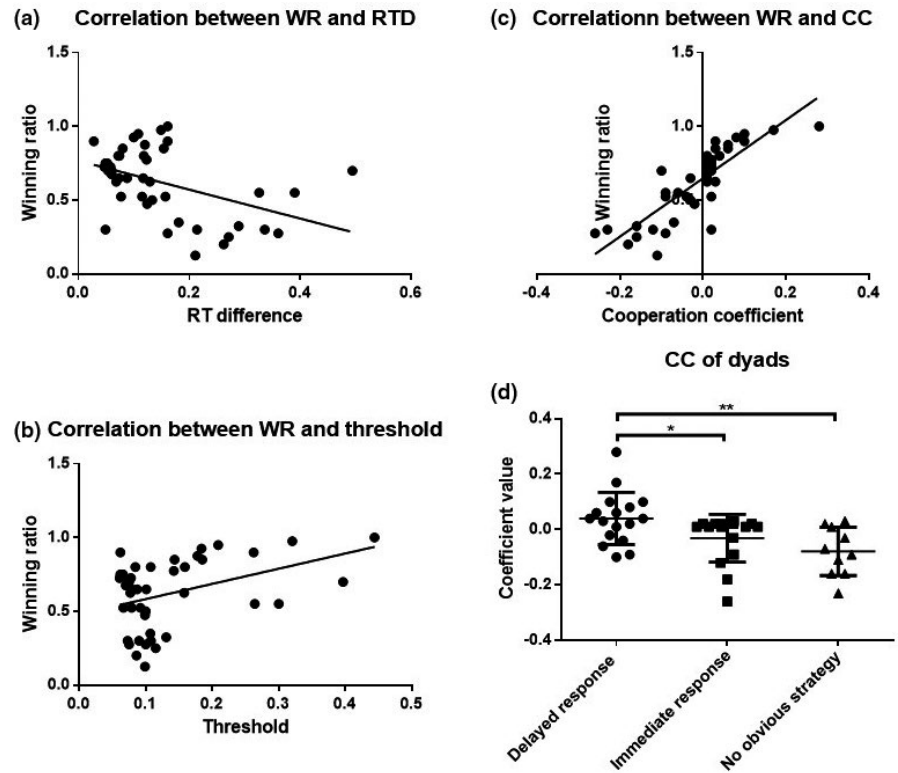 (a) Correlation between WR and RTD
1.5
1.0
0.5
0.0
Winning ratio
0.0 0.2 0.4 0.6
RT difference
(b) Correlation between WR and threshold
1.5
1.0
0.5
0.0
Winning ratio
0.0 0.1 0.2 0.3 0.4 0.5
Threshold
(c) Correlationn between WR and CC
1.5
1.0
0.5
Winning ratio
-0.4 -0.2 0.0 0.2 0.4
Cooperation coefficient
CC of dyads
(d)
**
*
0.4
0.2
0.0
-0.2
-0.4
Coefficient value
Delayed response
Immediate response
No obvious strategy